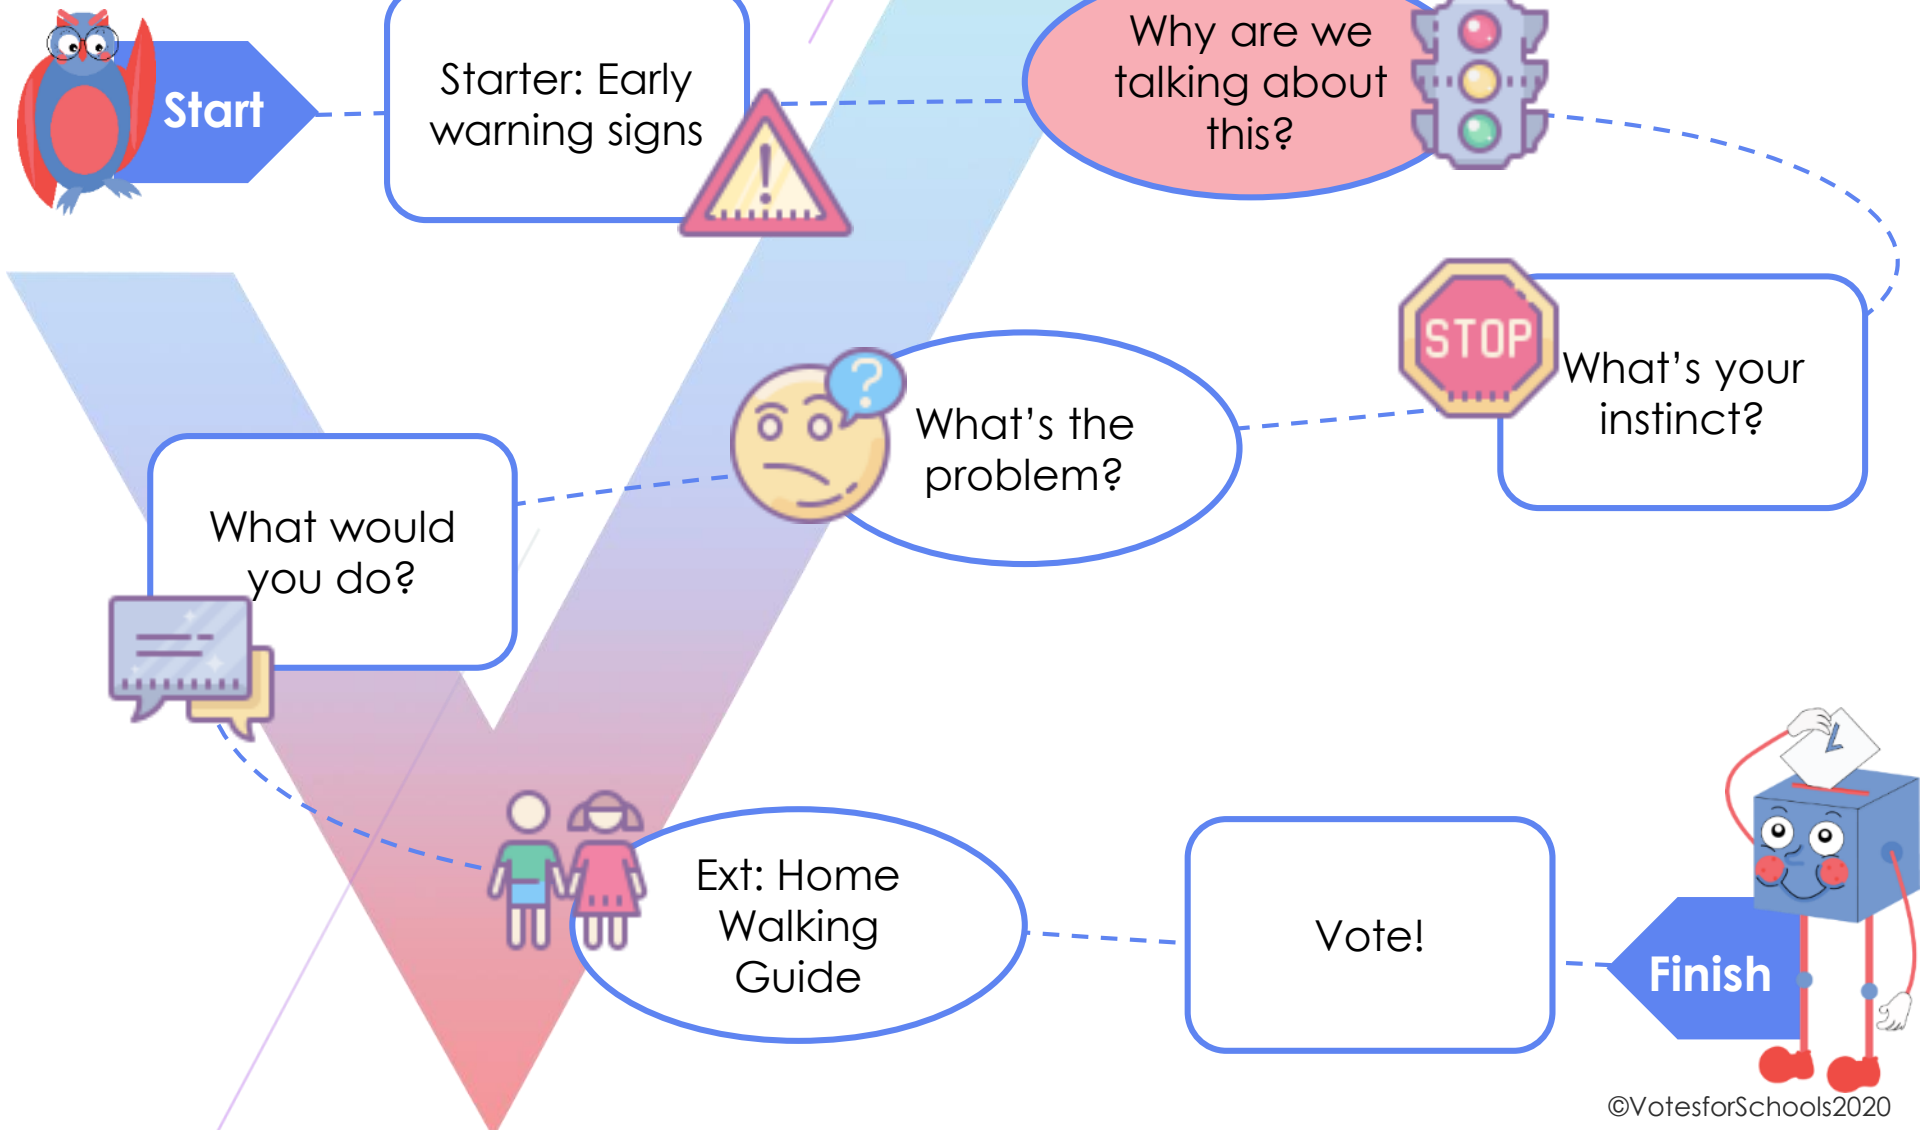 Start
Starter: Early
warning signs
Why are we
talking about
this?
STOP
What's your
instinct?
What's the
problem?
?
What would
you do?
Ext: Home
Walking
Guide
Vote!
Finish
©VotesforSchools2020